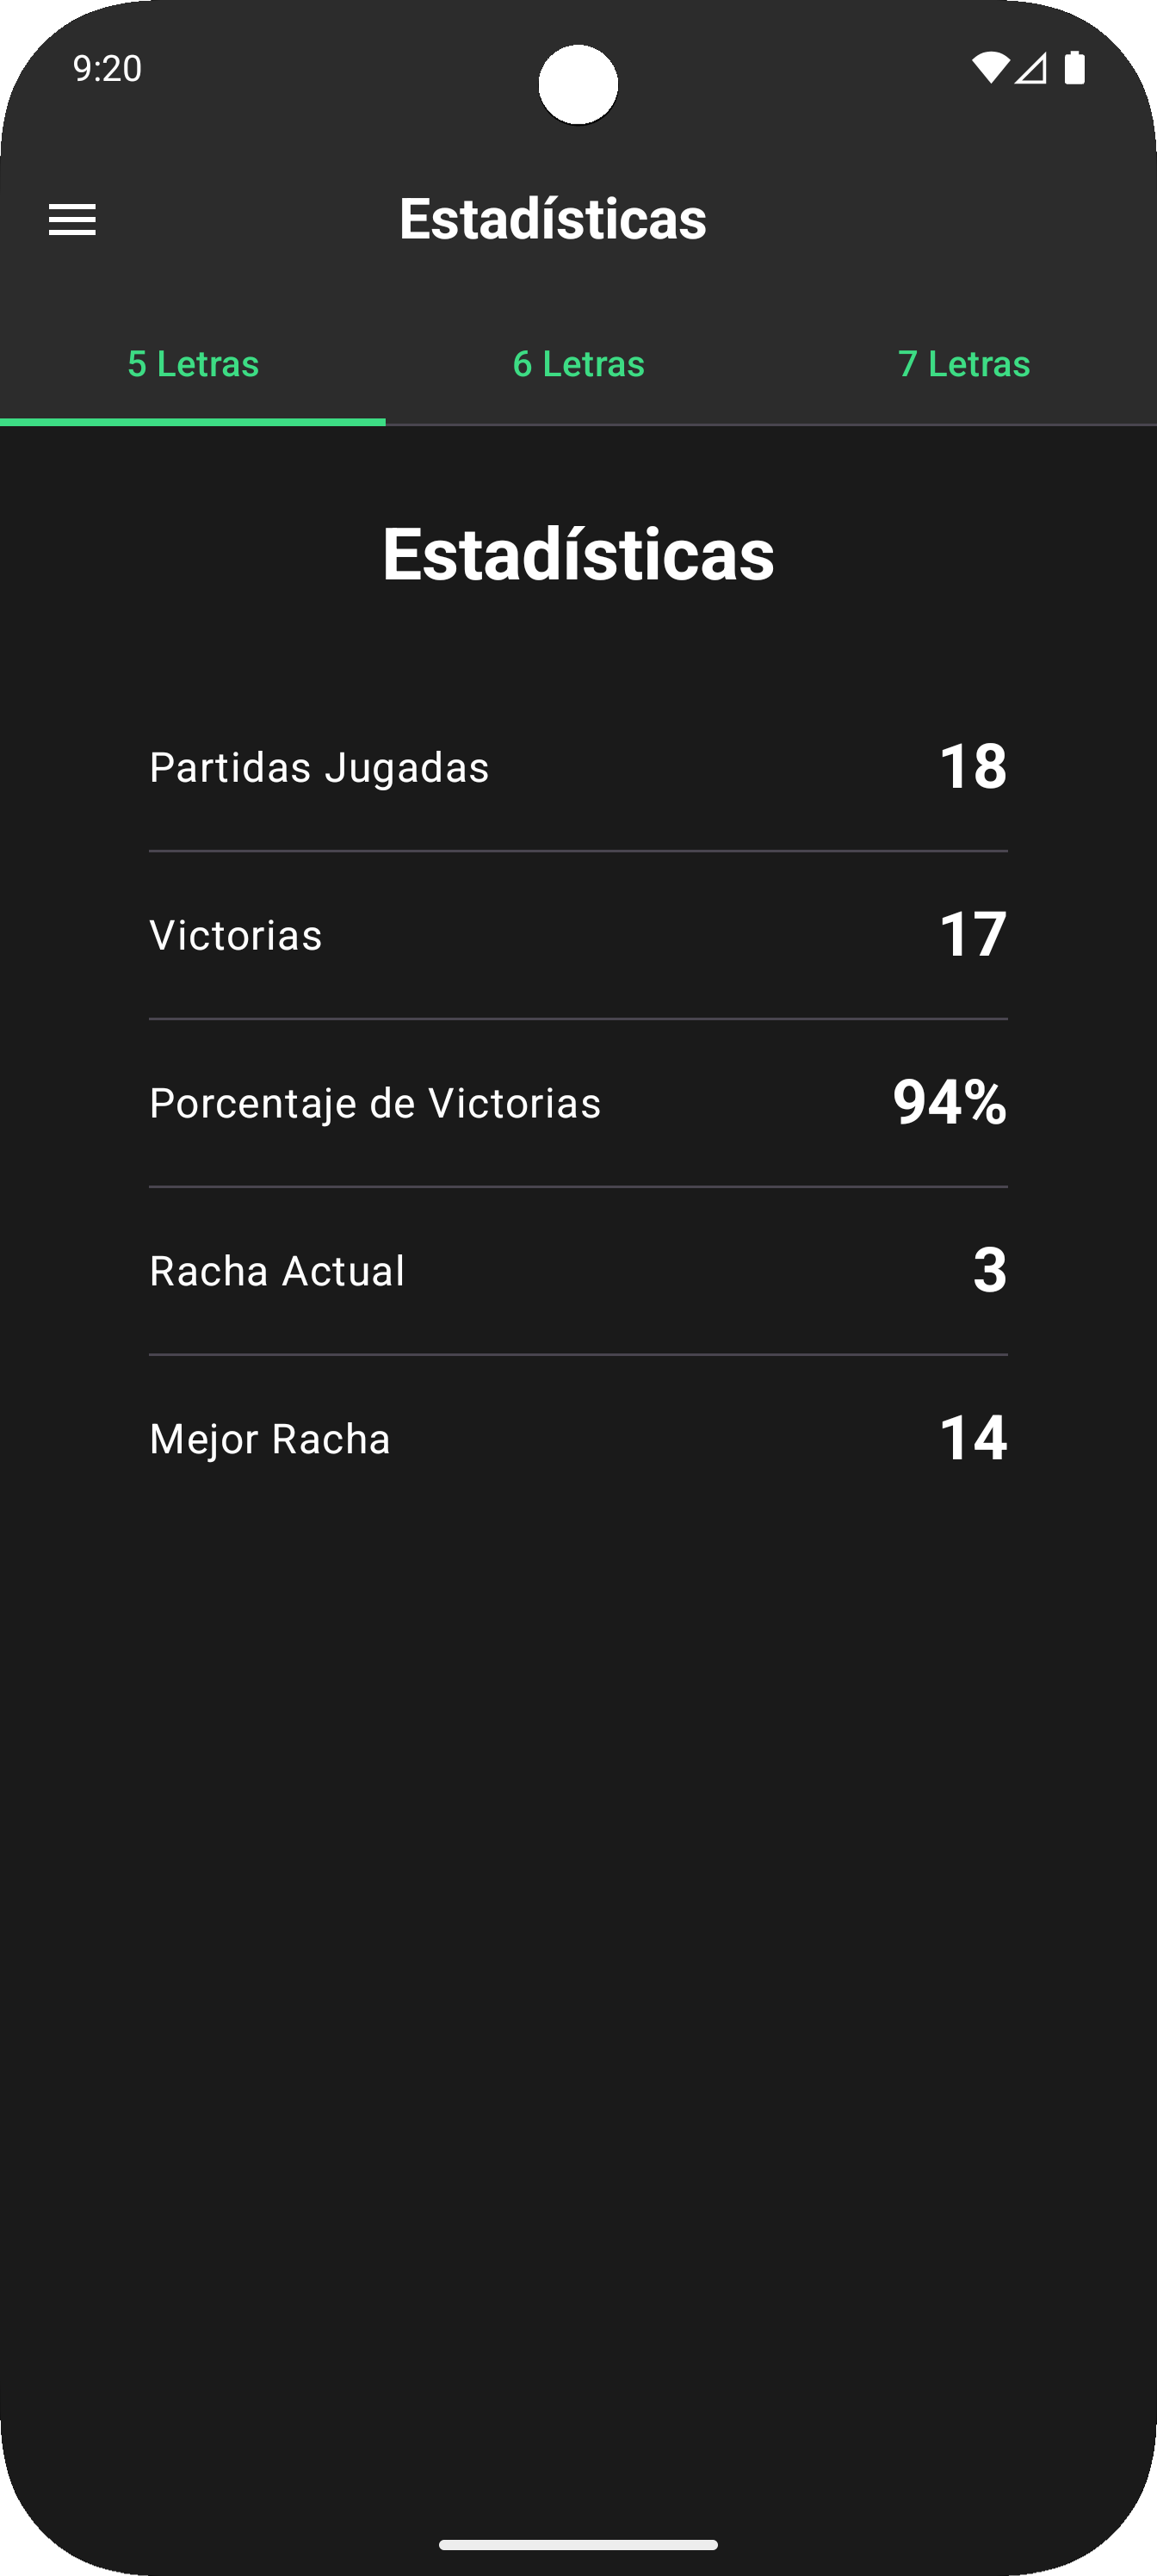 9:20
Estadísticas
5 Letras 6 Letras 7 Letras
Estadísticas
Partidas Jugadas 18
Victorias 17
Porcentaje de Victorias 94%
Racha Actual 3
Mejor Racha 14